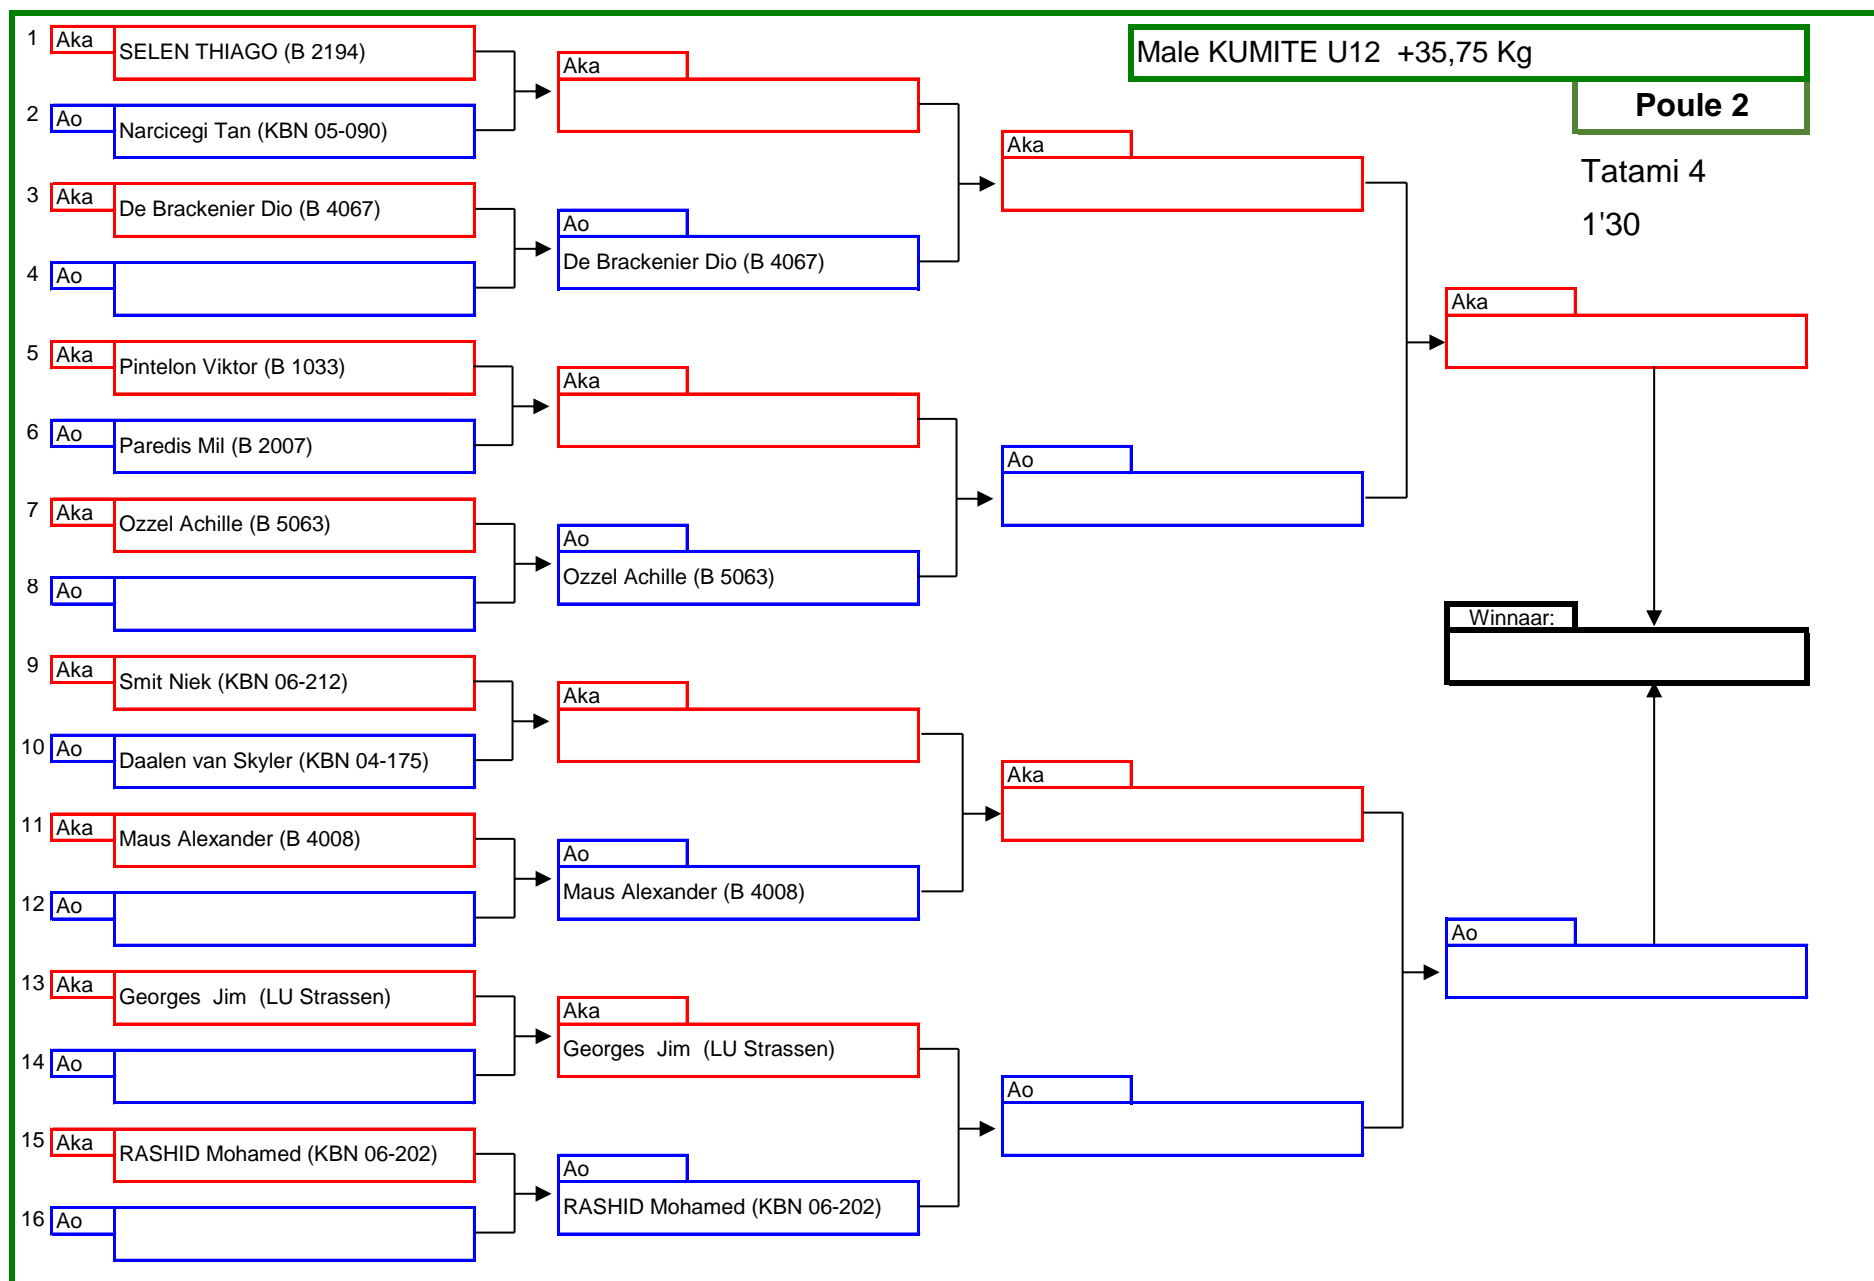 Male KUMITE U12  +35,75 Kg
Poule 2
Tatami 4
1'30
1 Aka
SELEN THIAGO (B 2194)
2 Ao
Narcicegi Tan (KBN 05-090)
3 Aka
De Brackenier Dio (B 4067)
4 Ao
5 Aka
Pintelon Viktor (B 1033)
6 Ao
Paredis Mil (B 2007)
7 Aka
Ozzel Achille (B 5063)
8 Ao
9 Aka
Smit Niek (KBN 06-212)
10 Ao
Daalen van Skyler (KBN 04-175)
11 Aka
Maus Alexander (B 4008)
12 Ao
13 Aka
Georges  Jim  (LU Strassen)
14 Ao
15 Aka
RASHID Mohamed (KBN 06-202)
16 Ao
Aka
Ao
De Brackenier Dio (B 4067)
Aka
Ao
Ozzel Achille (B 5063)
Aka
Ao
Maus Alexander (B 4008)
Aka
Georges  Jim  (LU Strassen)
Ao
RASHID Mohamed (KBN 06-202)
Aka
Ao
Aka
Ao
Aka
Winnaar:
Ao